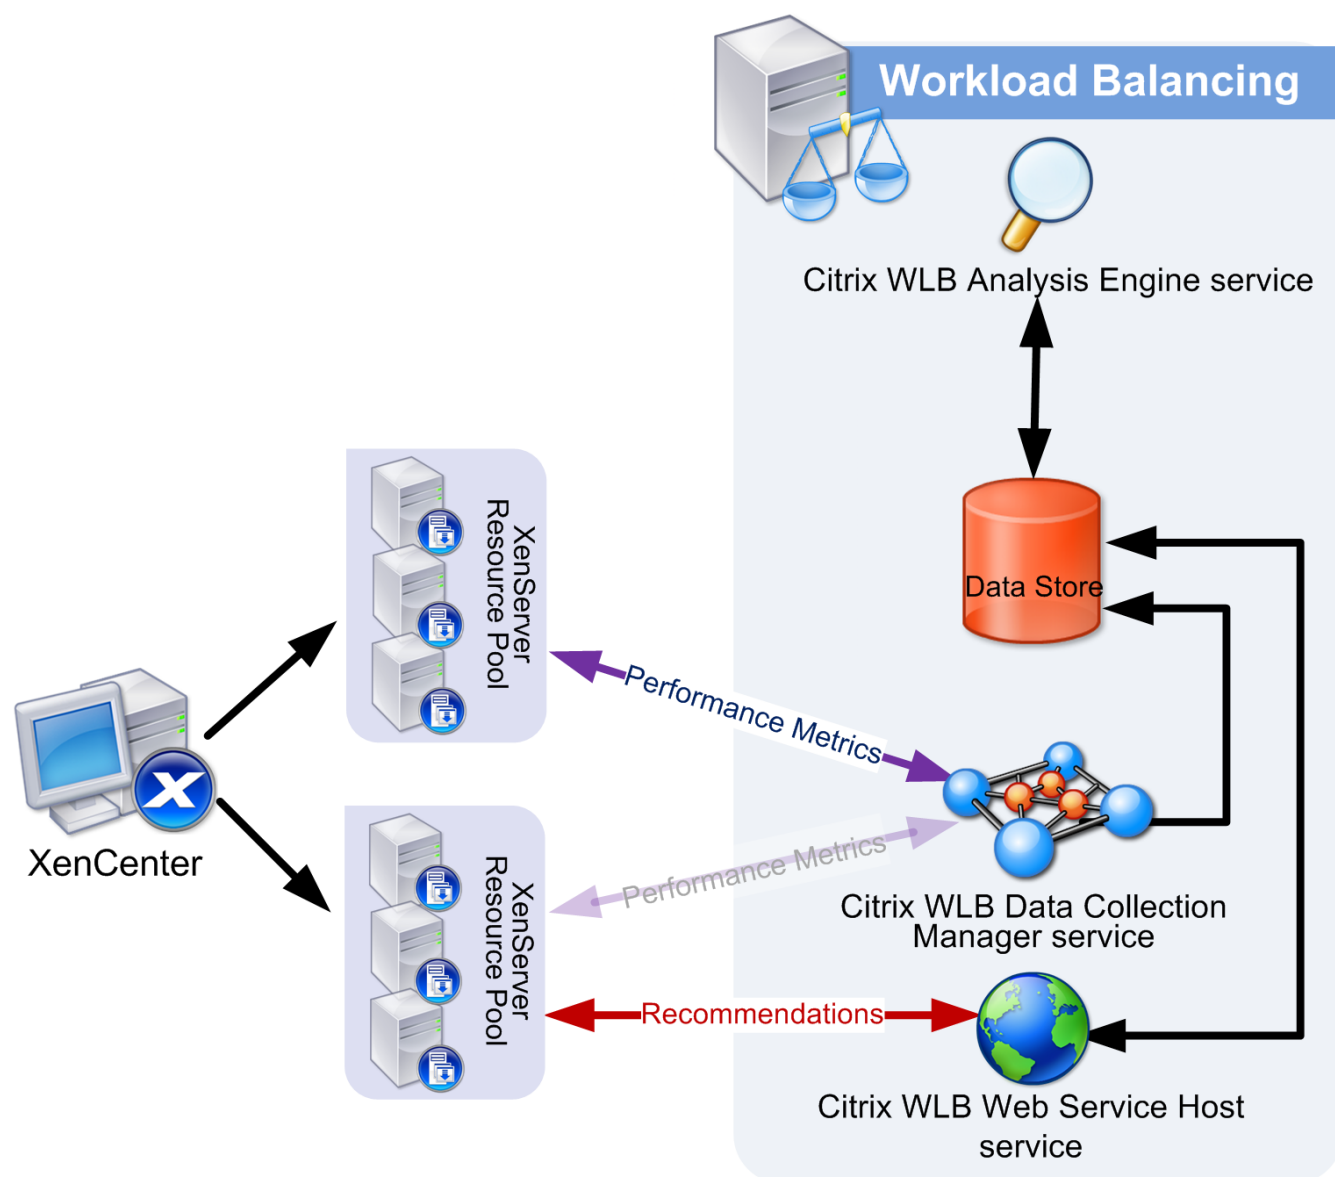 Workload Balancing
Citrix WLB Analysis Engine service
XenServer
Resource Pool
Data Store
Performance Metrics
XenCenter
XenServer
Resource Pool
Performance Metrics
Citrix WLB Data Collection
Manager service
Recommendations
Citrix WLB Web Service Host
service